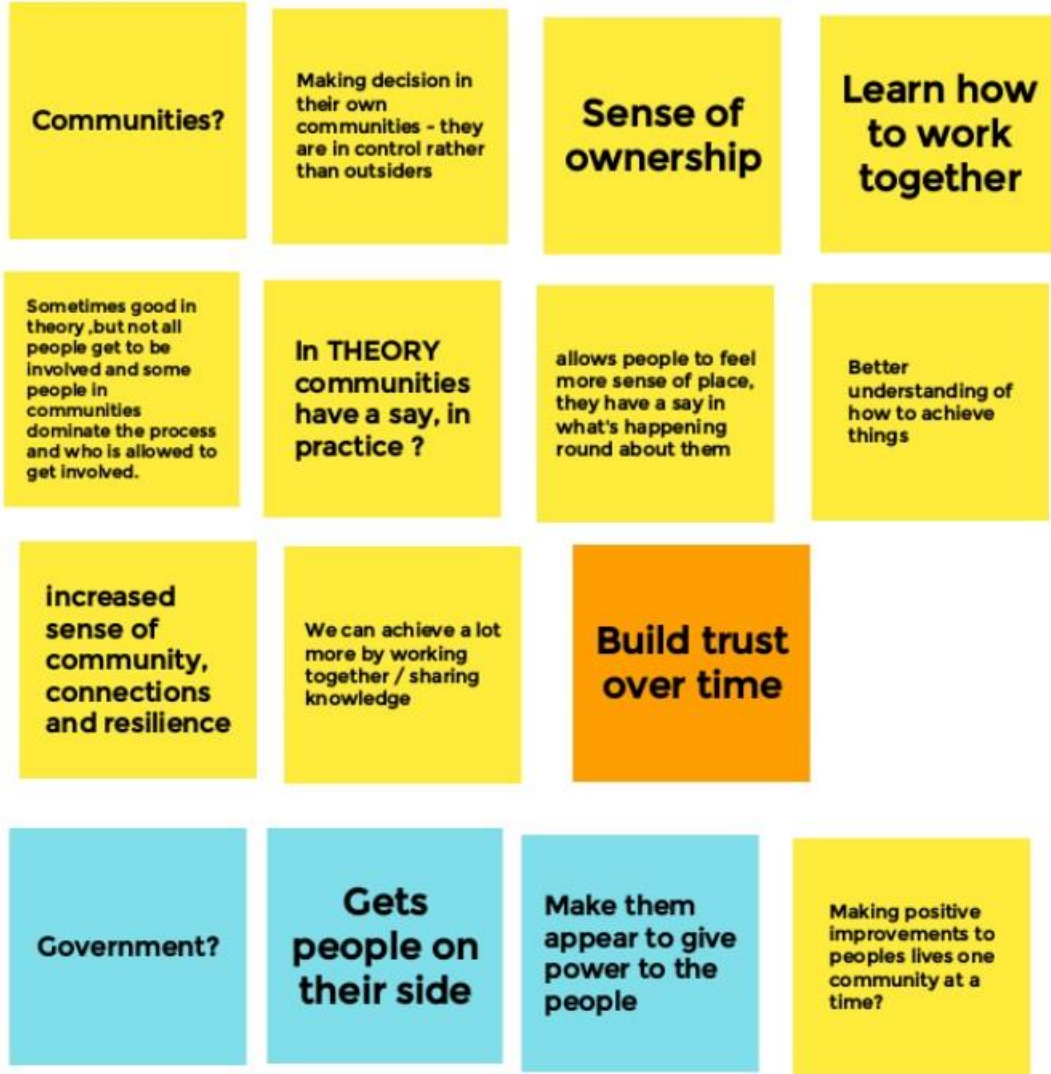 Communities?
Making decision in
their own
communities - they
are in control rather
than outsiders
Sense of
ownership
Learn how
to work
together
Sometimes good in
theory ,but not all
people get to be
involved and some
people in
communities
dominate the process
and who is allowed to
get involved.
In THEORY
communities
have a say, in
practice ?
allows people to feel
more sense of place,
they have a say in
what's happening
round about them
Better
understanding of
how to achieve
things
increased
sense of
community,
connections
and resilience
We can achieve a lot
more by working
together / sharing
knowledge
Build trust
over time
Government?
Gets
people on
their side
Make them
appear to give
power to the
people
Making positive
improvements to
peoples lives one
community at a
time?